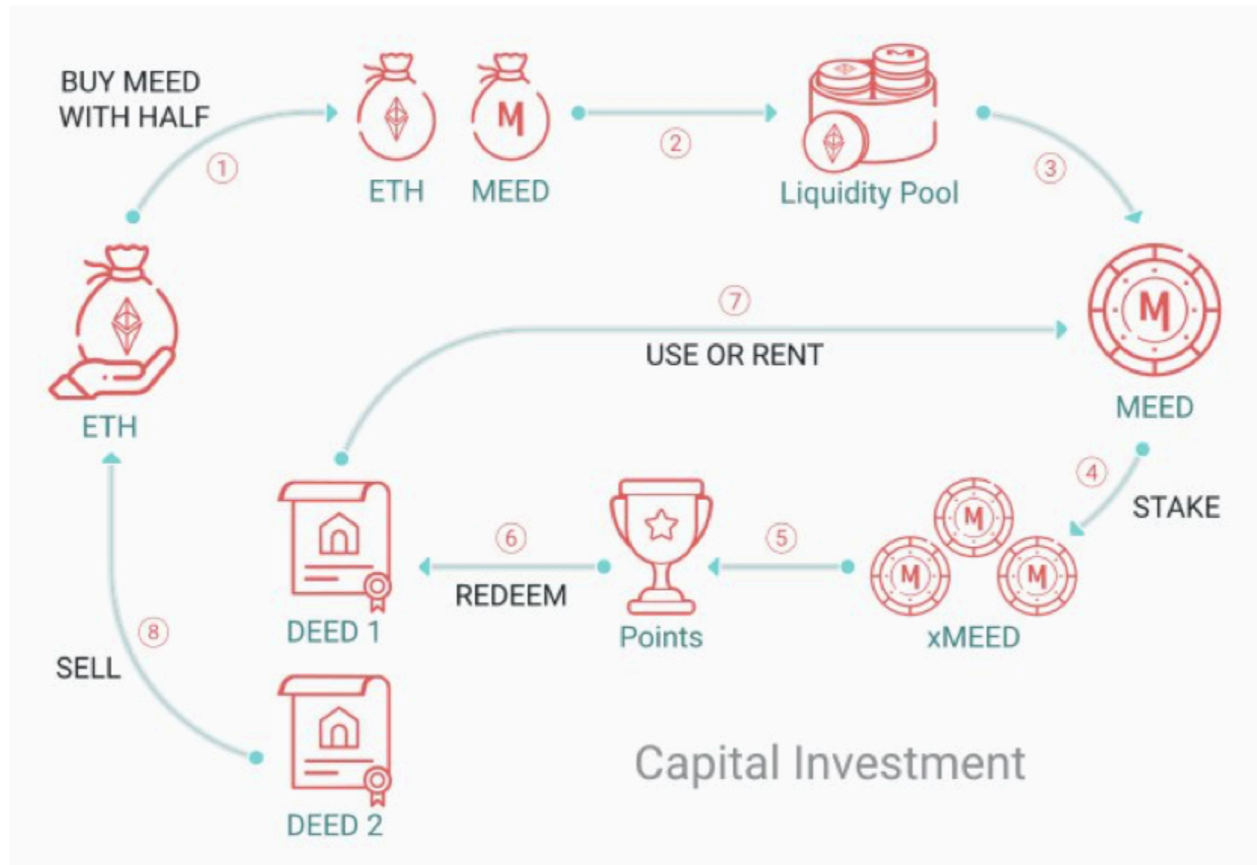 BUY MEED
WITH HALF
①
ETH
M
MEED
②
M
Liquidity Pool
③
ETH
⑦
USE OR RENT
M
MEED
④
STAKE
M
M
M
xMEED
⑤
Points
⑥
REDEEM
DEED 1
⑧
SELL
DEED 2
Capital Investment